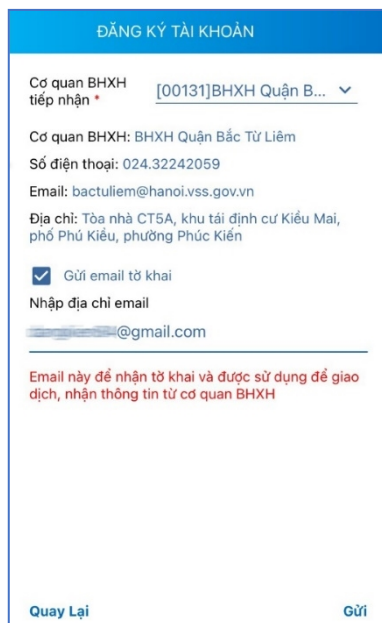 ĐĂNG KÝ TÀI KHOẢN
Cơ quan BHXH
tiếp nhận *
[00131]BHXH Quận B...
Cơ quan BHXH: BHXH Quận Bắc Từ Liêm
Số điện thoại: 024.32242059
Email: bactuliem@hanoi.vss.gov.vn
Địa chỉ: Tòa nhà CT5A, khu tái định cư Kiều Mai,
phố Phú Kiều, phường Phúc Kiến
Gửi email tờ khai
Nhập địa chỉ email
@gmail.com
Email này để nhận tờ khai và được sử dụng để giao
dịch, nhận thông tin từ cơ quan BHXH
Quay Lại
Gửi